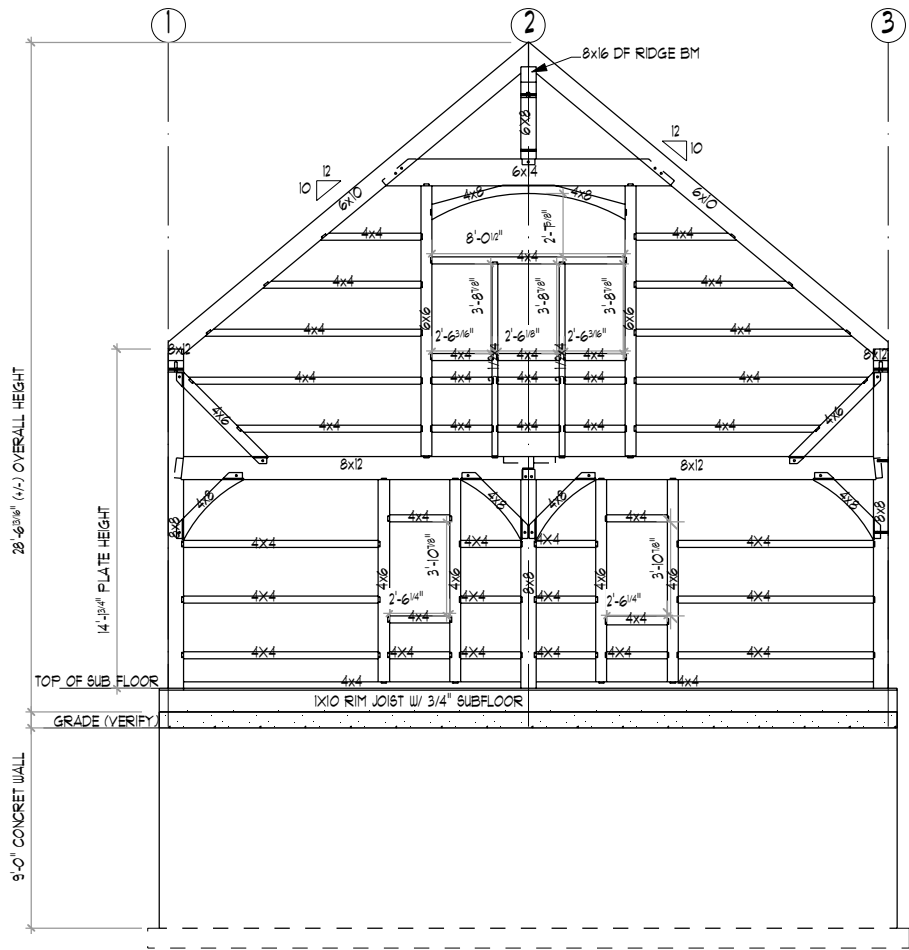 1 2 3
8x16 DF RIDGE BM
6X8
12
10
12
10
6x14
6x10
6x10
4x8
4x8
4x4
4x4
8'-0 1/2"
2'-7 5/8"
4x4
4x4
4x4
3'-8 7/8"
3'-8 7/8"
3'-8 7/8"
6x6
6x6
4x4
4x4
2'-6 3/16"
2'-6 1/8"
2'-6 3/16"
8x12
8x12
4x4
4x4
4x4
4x4
4x4
4x4
4x4
4x4
4x6
4x6
4x4
4x4
4x4
4x4
4x4
8x12
8x12
4x8
4x8
4x8
4x8
8x8
8x8
4x4
4x4
3'-10 7/8"
3'-10 7/8"
4X4
4X4
4X4
4X4
4x6
4x6
8x8
4x6
4x6
4X4
4X4
4X4
4X4
2'-6 1/4"
2'-6 1/4"
4x4
4x4
4X4
4X4
4X4
4X4
4X4
4X4
4x4
4x4
28'-6 3/16" (+/-) OVERALL HEIGHT
14'-1 3/4" PLATE HEIGHT
TOP OF SUB FLOOR
1X10 RIM JOIST W/ 3/4" SUBFLOOR
GRADE (VERIFY)
9'-0" CONCRET WALL